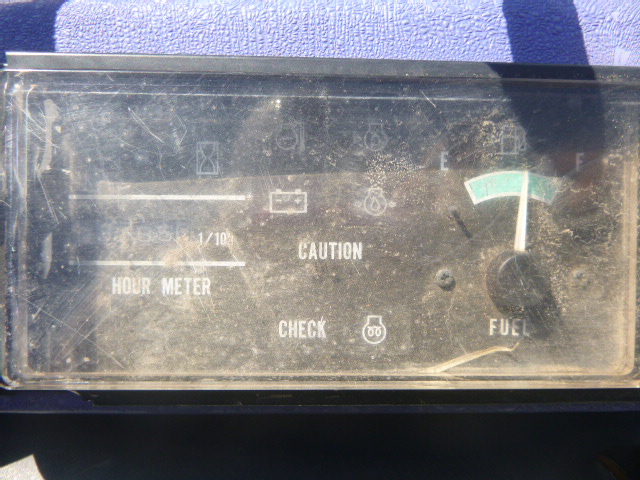 E F
1/10
CAUTION
HOUR METER
CHECK
FUEL